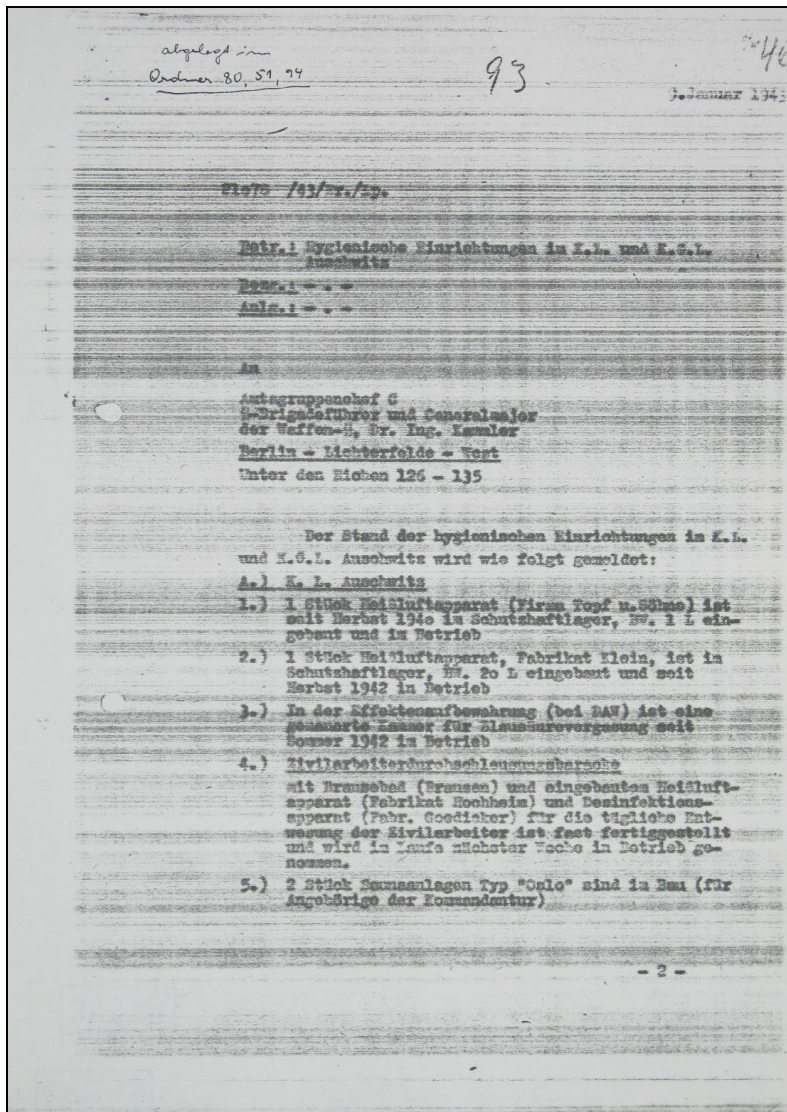 abgelegt im
Ordner 80, 51, 94
93
46
9.Januar 1943
/43/Er./Lp.
Betr.: Hygienische Einrichtungen im K.L. und K.G.L.
Auschwitz
Bezg.: - . -
Anlg.: - . -
An
Amtsgruppenchef C
SS-Brigadeführer und Generalmajor
der Waffen-SS, Dr. Ing. Kammler
Berlin - Lichterfelde - West
Unter den Eichen 126 - 135
Der Stand der hygienischen Einrichtungen im K.L.
und K.G.L. Auschwitz wird wie folgt gemeldet:
A.) K. L. Auschwitz
1.) 1 Stück Heißluftapparat (Firma Topf u.Söhne) ist
seit Herbst 194o im Schutzhaftlager, BW. 1 L ein-
gebaut und im Betrieb
2.) 1 Stück Heißluftapparat, Fabrikat Klein, ist im
Schutzhaftlager, BW. 2o L eingebaut und seit
Herbst 1942 in Betrieb
3.) In der Effektenaufbewahrung (bei DAW) ist eine
gemauerte Kammer für Blausäurevergasung seit
Sommer 1942 in Betrieb
4.) Zivilarbeiterdurchschleusungsbaracke
mit Brausebad (Brausen) und eingebautem Heißluft-
apparat (Fabrikat Hochheim) und Desinfektions-
apparat (Fabr. Goedicker) für die tägliche Ent-
wesung der Zivilarbeiter ist fast fertiggestellt
und wird im Laufe nächster Woche in Betrieb ge-
nommen.
5.) 2 Stück Saunaanlagen Typ "Oslo" sind im Bau (für
Angehörige der Kommandantur)
- 2 -